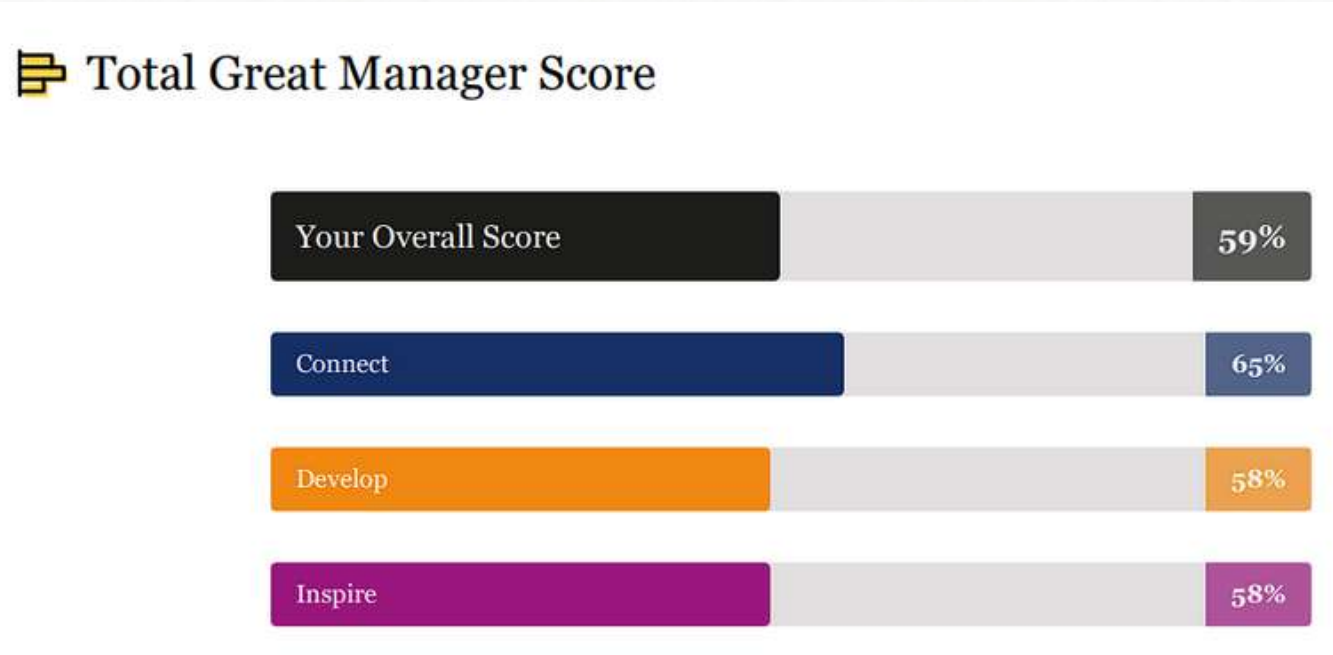 Total Great Manager Score
Your Overall Score 59%
Connect 65%
Develop 58%
Inspire 58%